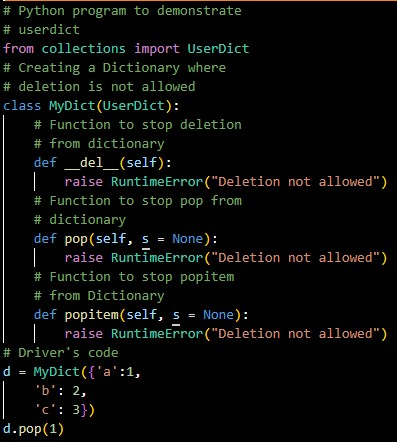 # Python program to demonstrate
# userdict
from collections import UserDict
# Creating a Dictionary where
# deletion is not allowed
class MyDict(UserDict):
    # Function to stop deletion
    # from dictionary
    def __del__(self):
        raise RuntimeError("Deletion not allowed")
    # Function to stop pop from
    # dictionary
    def pop(self, s = None):
        raise RuntimeError("Deletion not allowed")
    # Function to stop popitem
    # from Dictionary
    def popitem(self, s = None):
        raise RuntimeError("Deletion not allowed")
# Driver's code
d = MyDict({'a':1,
    'b': 2,
    'c': 3})
d.pop(1)